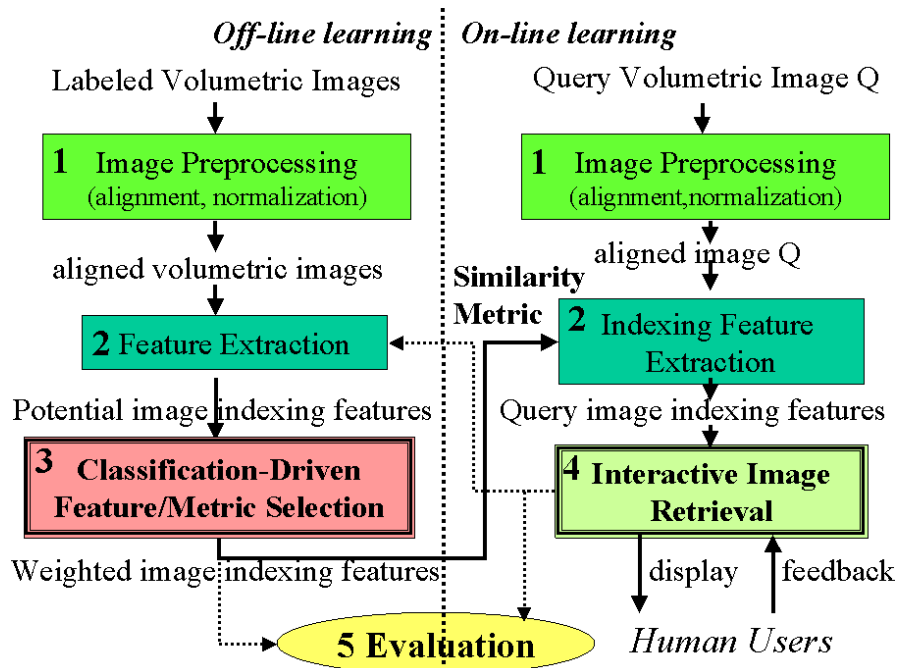 Off-line learning
On-line learning
Labeled Volumetric Images
1 Image Preprocessing
(alignment, normalization)
aligned volumetric images
2 Feature Extraction
Potential image indexing features
3 Classification-Driven
Feature/Metric Selection
Weighted image indexing features
Query Volumetric Image Q
1 Image Preprocessing
(alignment,normalization)
aligned image Q
Similarity
Metric
2 Indexing Feature
Extraction
Query image indexing features
4 Interactive Image
Retrieval
display
feedback
Human Users
5 Evaluation